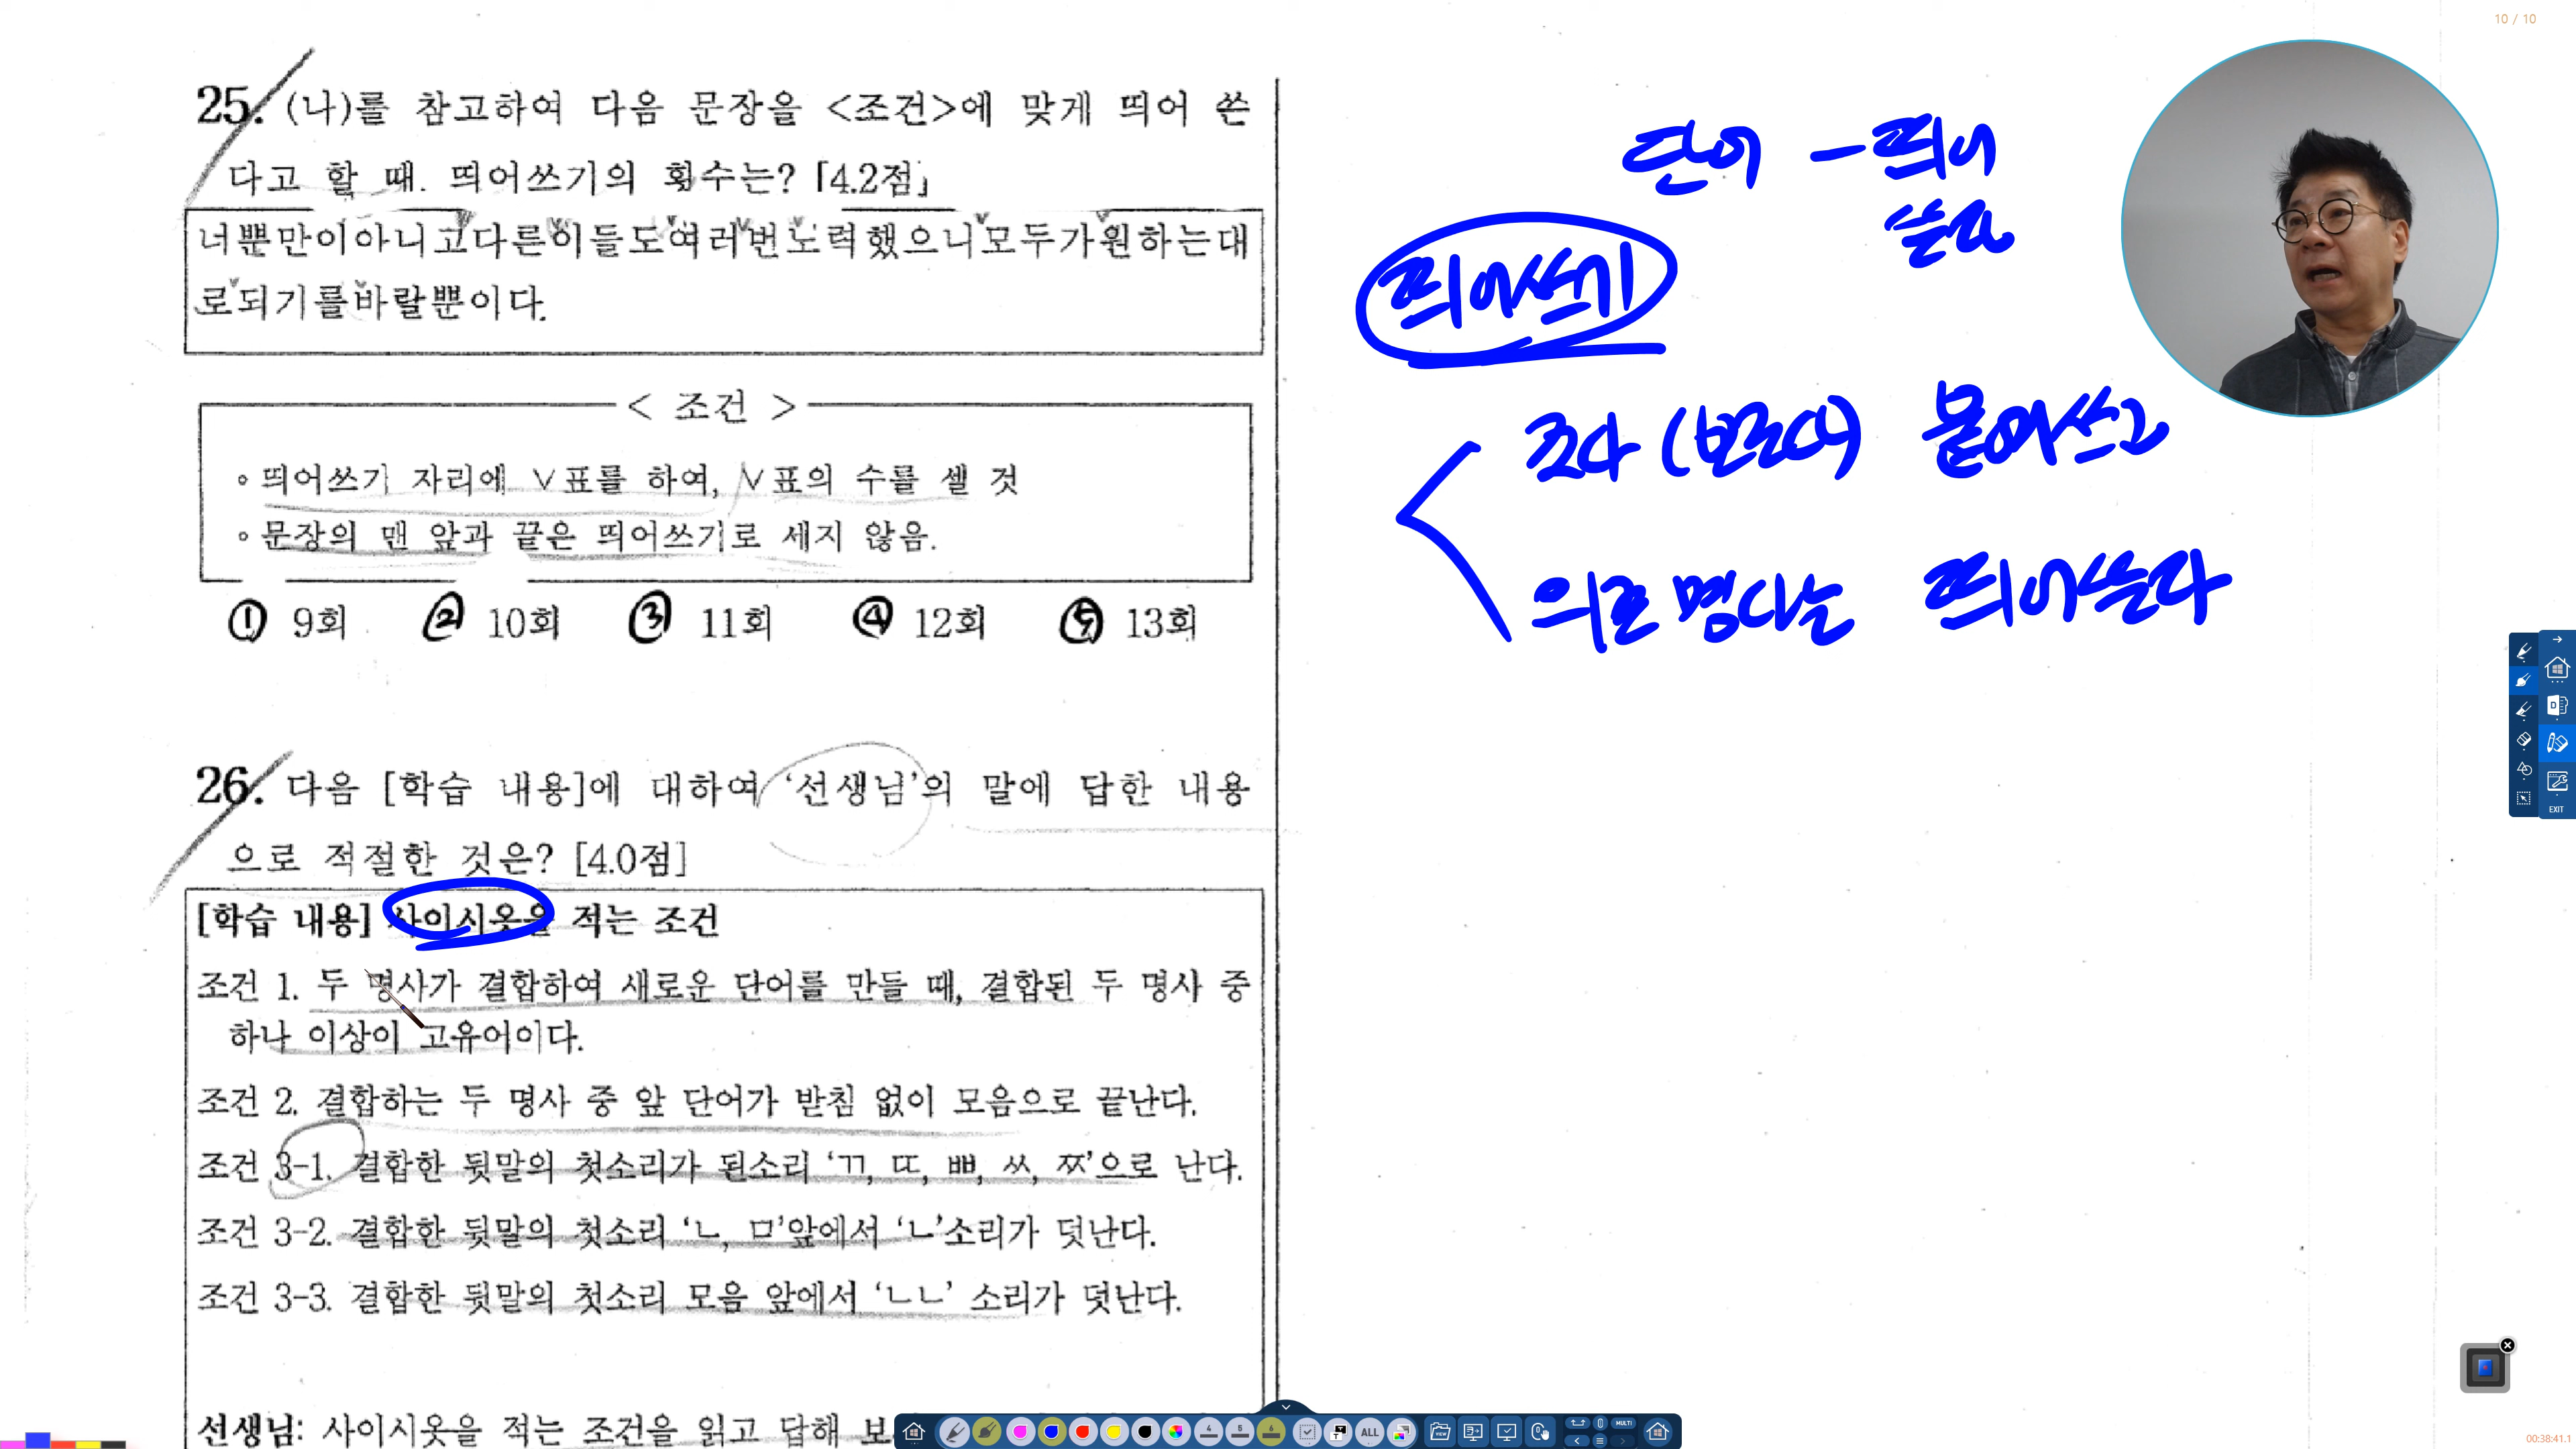 10 / 10
25. (나)를 참고하여 다음 문장을 <조건>에 맞게 띄어 쓴
다고 할 때, 띄어쓰기의 횟수는? [4.2점]
너뿐만이아니고다른이들도여러번노력했으니모두가원하는대
로되기를바랄뿐이다.
< 조건 >
◦ 띄어쓰기 자리에 ∨표를 하여, ∨표의 수를 셀 것
◦ 문장의 맨 앞과 끝은 띄어쓰기로 세지 않음.
① 9회 ② 10회 ③ 11회 ④ 12회 ⑤ 13회
26. 다음 [학습 내용]에 대하여 '선생님'의 말에 답한 내용
으로 적절한 것은? [4.0점]
[학습 내용] 사이시옷을 적는 조건
조건 1. 두 명사가 결합하여 새로운 단어를 만들 때, 결합된 두 명사 중
하나 이상이 고유어이다.
조건 2. 결합하는 두 명사 중 앞 단어가 받침 없이 모음으로 끝난다.
조건 3-1. 결합한 뒷말의 첫소리가 된소리 'ㄲ, ㄸ, ㅃ, ㅆ, ㅉ'으로 난다.
조건 3-2. 결합한 뒷말의 첫소리 'ㄴ, ㅁ'앞에서 'ㄴ'소리가 덧난다.
조건 3-3. 결합한 뒷말의 첫소리 모음 앞에서 'ㄴㄴ' 소리가 덧난다.
선생님: 사이시옷을 적는 조건을 읽고 답해 보
단어 - 띄어
쓴다
띄어쓰기
조사 (보조사) 붙여쓰고
의존 명사는 띄어쓴다
EXIT
4 5 6 ALL MULTI
00:38:41.1